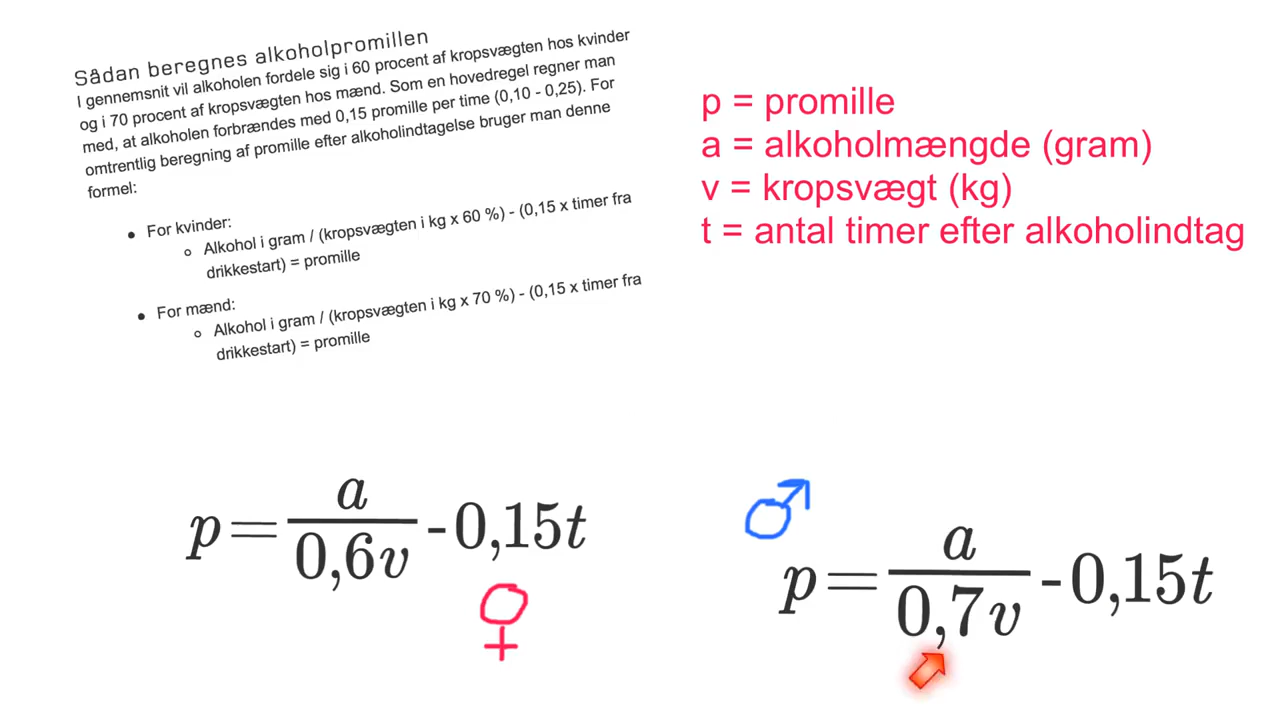 Sådan beregnes alkoholpromillen
I gennemsnit vil alkoholen fordele sig i 60 procent af kropsvægten hos kvinder
og i 70 procent af kropsvægten hos mænd. Som en hovedregel regner man
med, at alkoholen forbrændes med 0,15 promille per time (0,10 - 0,25). For
omtrentlig beregning af promille efter alkoholindtagelse bruger man denne
formel:
• For kvinder:
○ Alkohol i gram / (kropsvægten i kg x 60 %) - (0,15 x timer fra
drikkestart) = promille
• For mænd:
○ Alkohol i gram / (kropsvægten i kg x 70 %) - (0,15 x timer fra
drikkestart) = promille
p = promille
a = alkoholmængde (gram)
v = kropsvægt (kg)
t = antal timer efter alkoholindtag
p = a / 0,6v - 0,15t
♀
♂
p = a / 0,7v - 0,15t